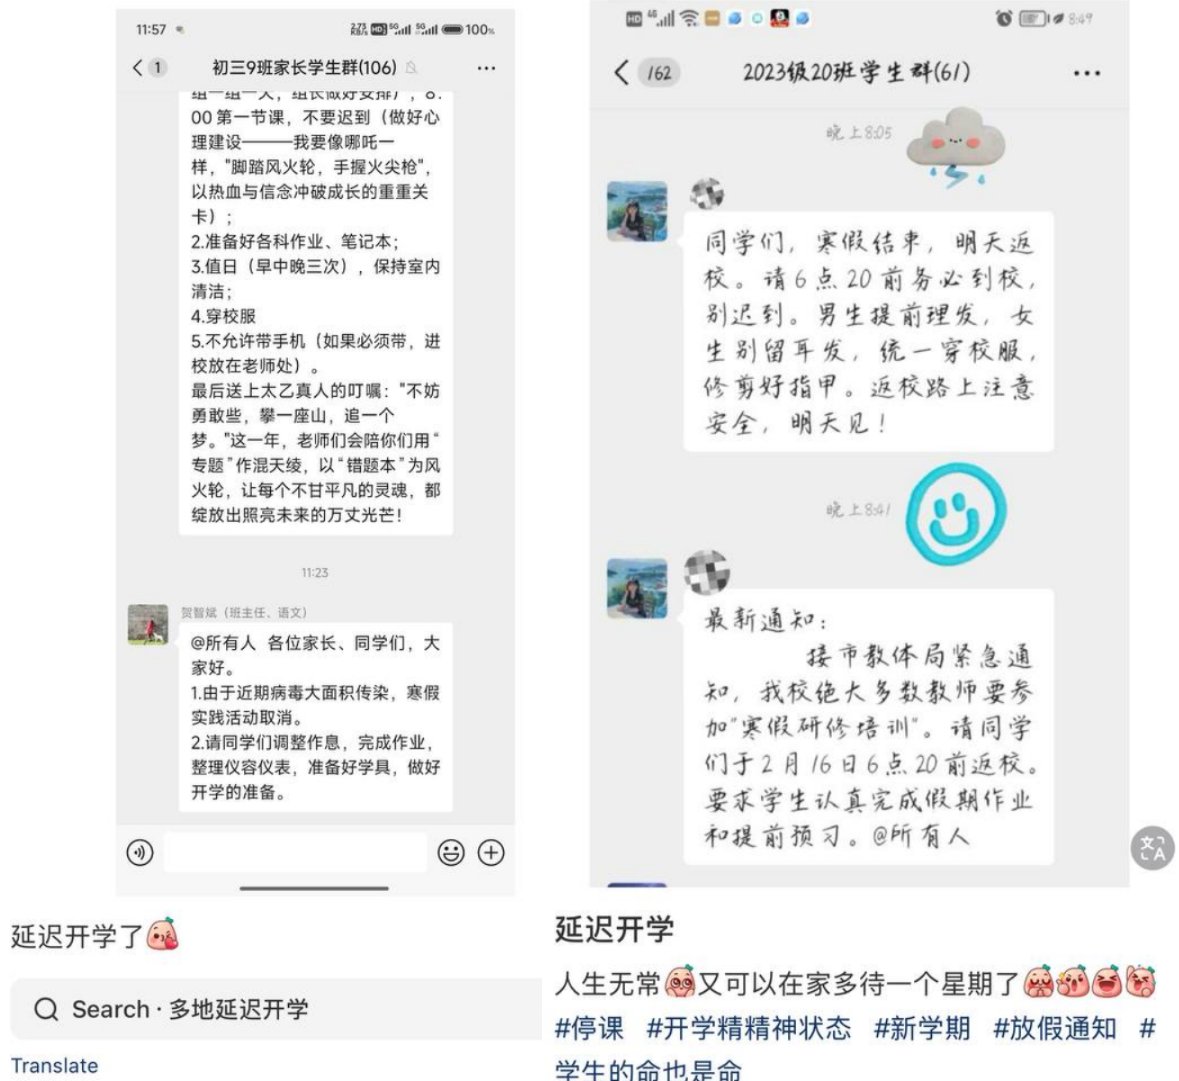 11:57
2.73 KB/s HD 5G 5G 100%
1
初三9班家长学生群(106)
组一组一天，组长做好安排），8:
00 第一节课，不要迟到（做好心
理建设———我要像哪吒一
样，"脚踏风火轮，手握火尖枪"，
以热血与信念冲破成长的重重关
卡）；
2.准备好各科作业、笔记本；
3.值日（早中晚三次），保持室内
清洁；
4.穿校服
5.不允许带手机（如果必须带，进
校放在老师处）。
最后送上太乙真人的叮嘱："不妨
勇敢些，攀一座山，追一个
梦。"这一年，老师们会陪你们用“
专题”作混天绫，以“错题本”为风
火轮，让每个不甘平凡的灵魂，都
绽放出照亮未来的万丈光芒！
11:23
贺智斌（班主任、语文）
@所有人 各位家长、同学们，大
家好。
1.由于近期病毒大面积传染，寒假
实践活动取消。
2.请同学们调整作息，完成作业，
整理仪容仪表，准备好学具，做好
开学的准备。
延迟开学了
Search · 多地延迟开学
Translate
HD 4G
8:49
162
2023级20班学生群(61)
晚上8:05
同学们，寒假结束，明天返
校。请6点20前务必到校，
别迟到。男生提前理发，女
生别留耳发，统一穿校服，
修剪好指甲。返校路上注意
安全，明天见！
晚上8:41
最新通知：
接市教体局紧急通
知，我校绝大多数教师要参
加"寒假研修培训"。请同学
们于2月16日6点20前返校。
要求学生认真完成假期作业
和提前预习。@所有人
文A
延迟开学
人生无常又可以在家多待一个星期了
#停课 #开学精精神状态 #新学期 #放假通知 #
学生的命也是命